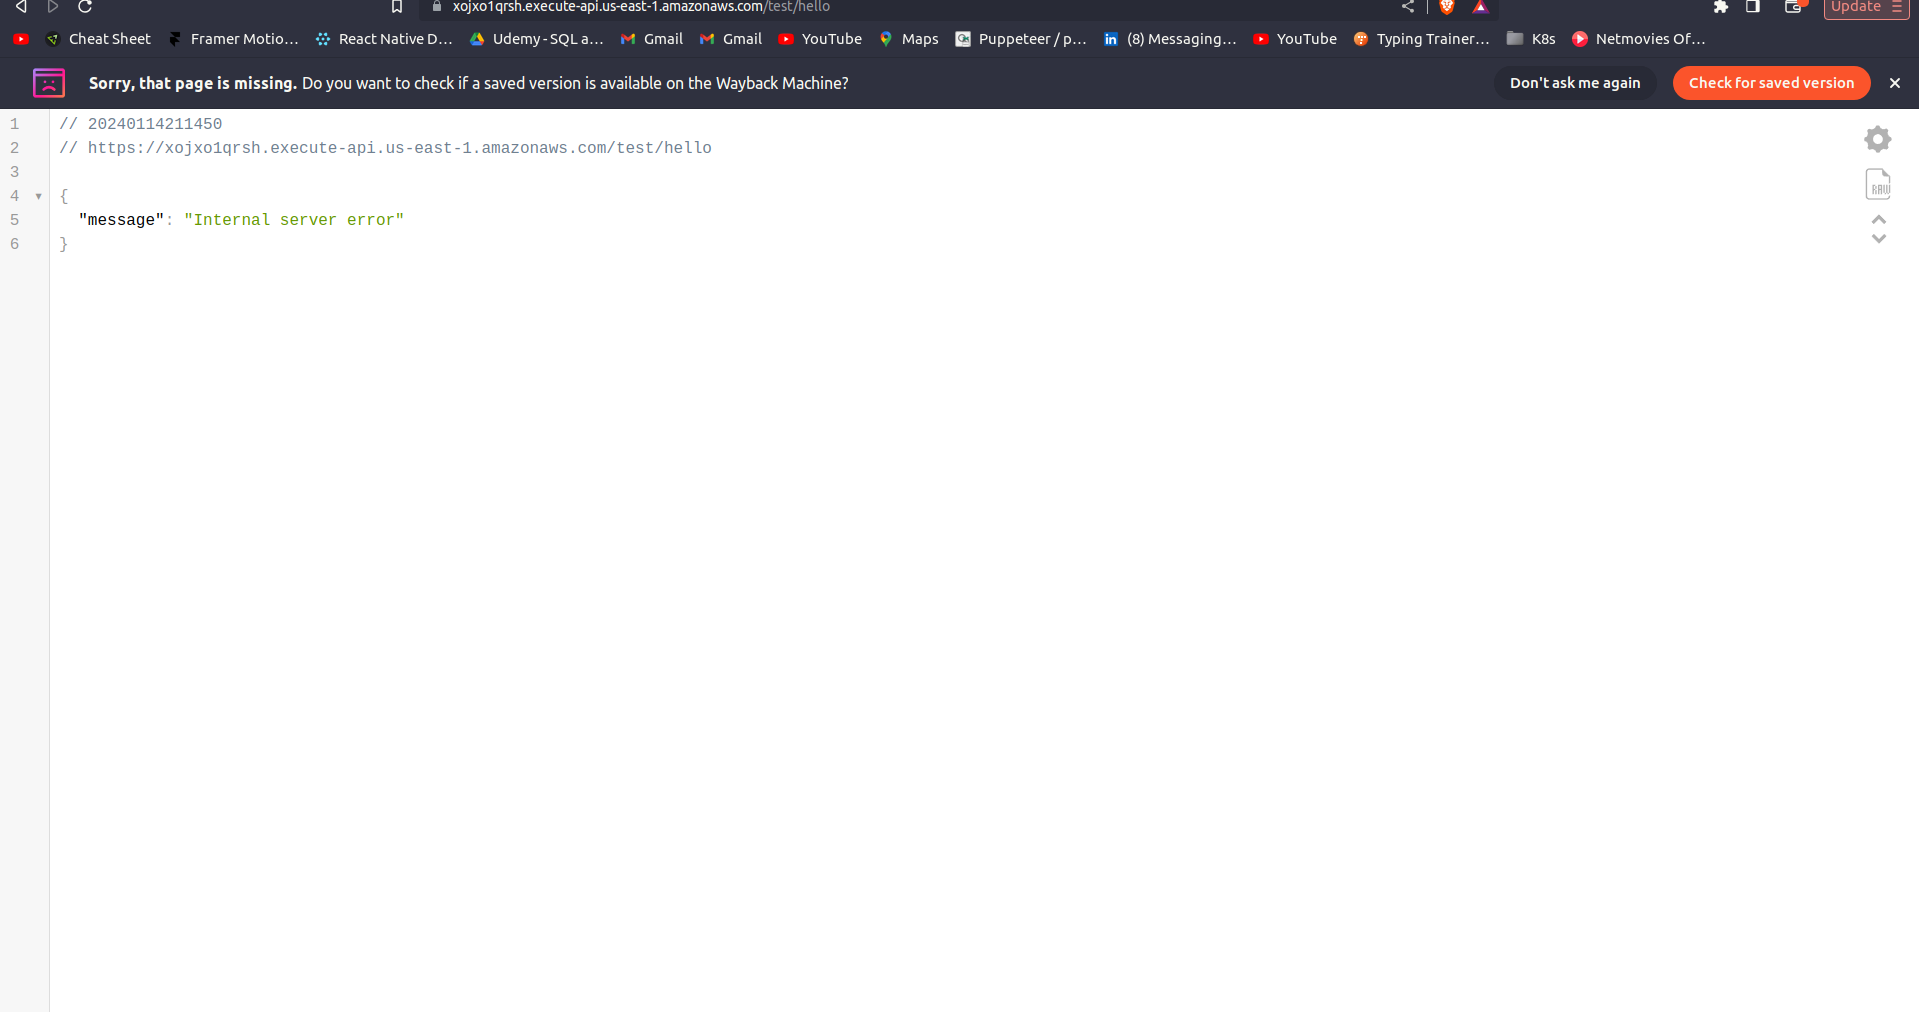 xojxo1qrsh.execute-api.us-east-1.amazonaws.com/test/hello
Update
Cheat Sheet
Framer Motio...
React Native D...
Udemy - SQL a...
Gmail
Gmail
YouTube
Maps
Puppeteer / p...
(8) Messaging...
YouTube
Typing Trainer...
K8s
Netmovies Of...
Sorry, that page is missing. Do you want to check if a saved version is available on the Wayback Machine?
Don't ask me again
Check for saved version
1 // 20240114211450
2 // https://xojxo1qrsh.execute-api.us-east-1.amazonaws.com/test/hello
3
4 {
5 "message": "Internal server error"
6 }
RAW